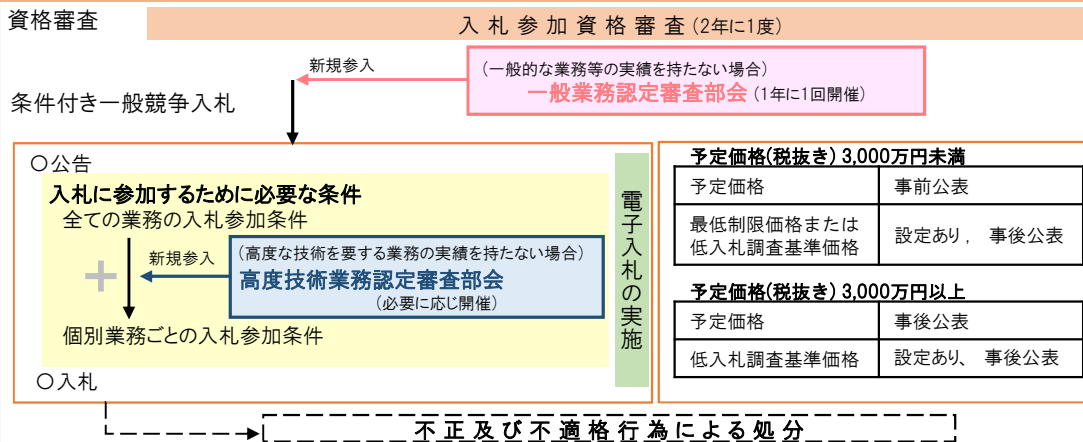 資格審査
入札参加資格審査(2年に1度)
新規参入
(一般的な業務等の実績を持たない場合)
一般業務認定審査部会(1年に1回開催)
条件付き一般競争入札
○公告
入札に参加するために必要な条件
全ての業務の入札参加条件
新規参入
(高度な技術を要する業務の実績を持たない場合)
高度技術業務認定審査部会
(必要に応じ開催)
+
個別業務ごとの入札参加条件
○入札
電子入札の実施
予定価格(税抜き) 3,000万円未満
予定価格 事前公表
最低制限価格または
低入札調査基準価格 設定あり, 事後公表
予定価格(税抜き) 3,000万円以上
予定価格 事後公表
低入札調査基準価格 設定あり、 事後公表
不正及び不適格行為による処分